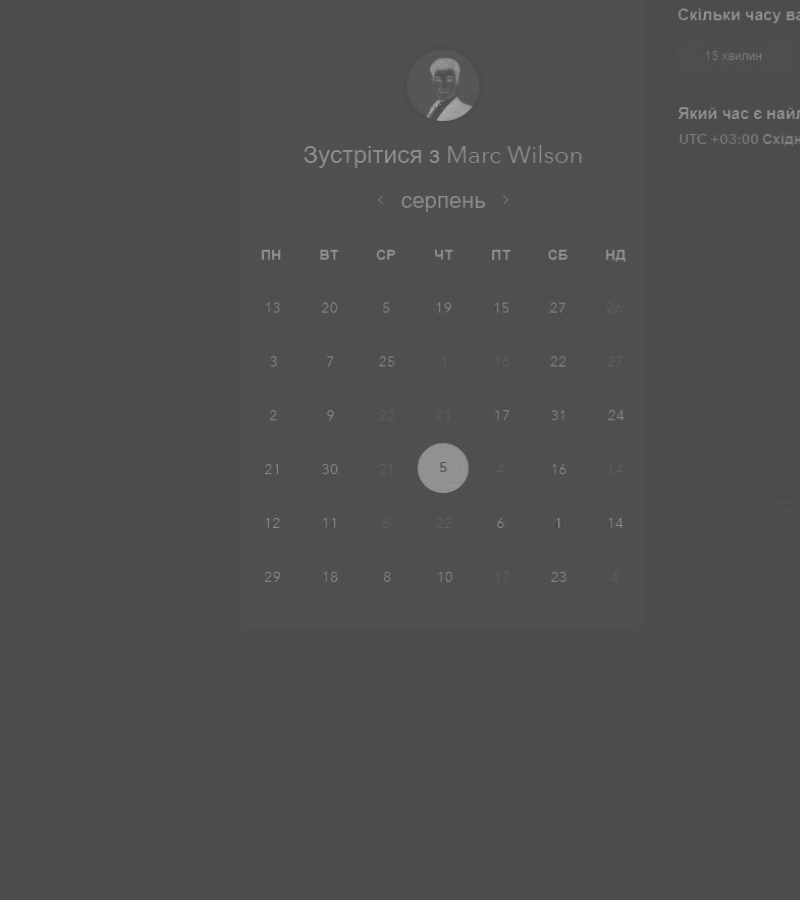 Скільки часу ва
15 хвилин
Який час є найл
UTC +03:00 Східн
Зустрітися з Marc Wilson
серпень
ПН ВТ СР ЧТ ПТ СБ НД
13 20 5 19 15 27 26
3 7 25 1 16 22 27
2 9 22 21 17 31 24
21 30 21 5 4 16 14
12 11 6 22 6 1 14
29 18 8 10 17 23 4